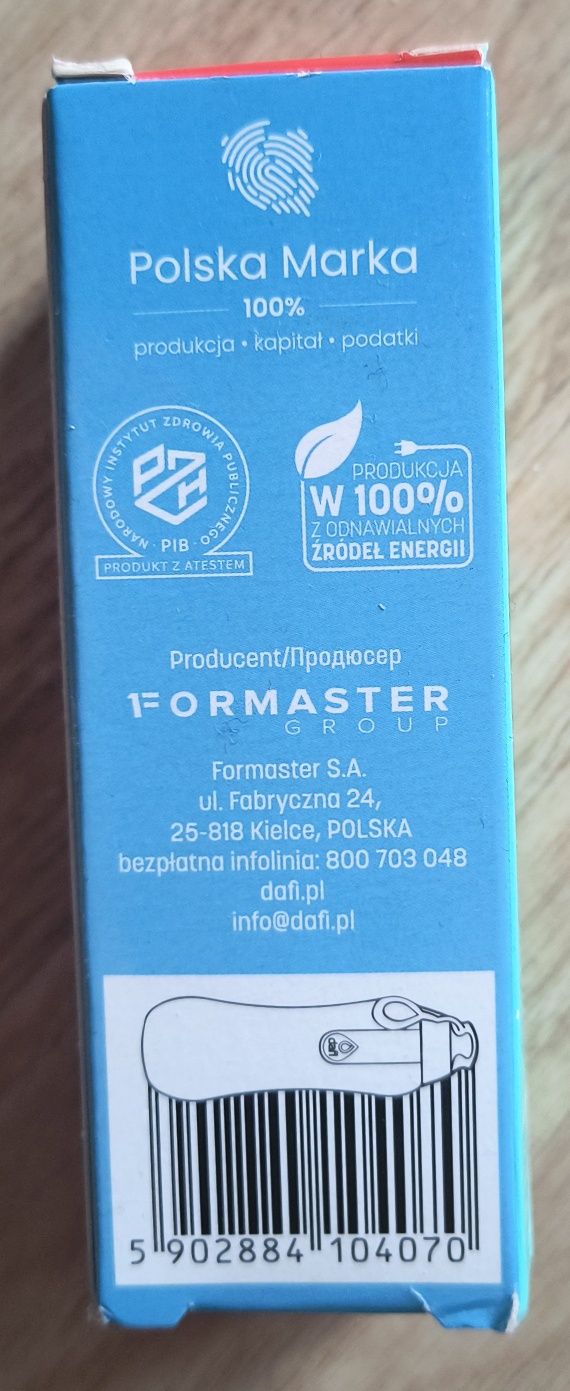 Polska Marka
100%
produkcja • kapitał • podatki
NARODOWY INSTYTUT ZDROWIA PUBLICZNEGO
PZH
· PIB ·
PRODUKT Z ATESTEM
PRODUKCJA
W 100%
Z ODNAWIALNYCH
ŹRÓDEŁ ENERGII
Producent/Продюсер
FORMASTER
GROUP
Formaster S.A.
ul. Fabryczna 24,
25-818 Kielce, POLSKA
bezpłatna infolinia: 800 703 048
dafi.pl
info@dafi.pl
dafi
5 902884 104070